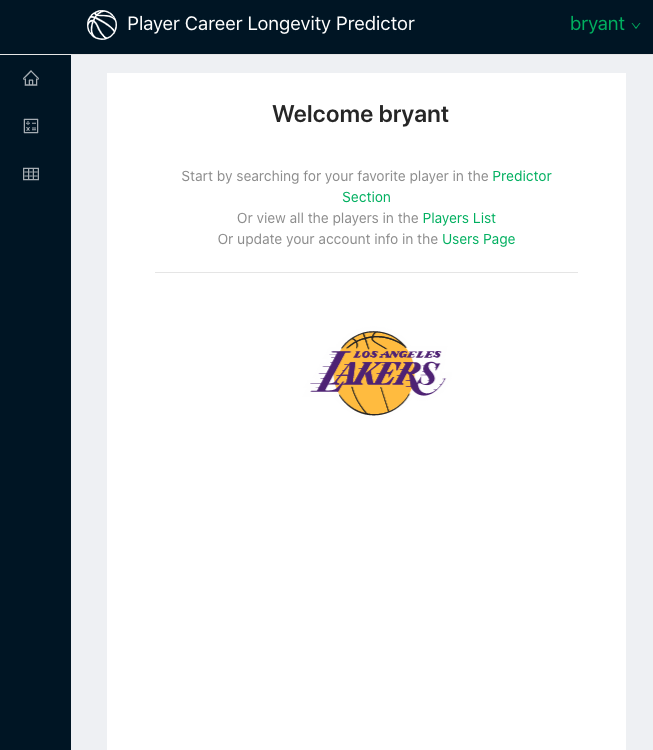 Player Career Longevity Predictor
bryant
Welcome bryant
Start by searching for your favorite player in the Predictor
Section
Or view all the players in the Players List
Or update your account info in the Users Page
LOS ANGELES
LAKERS